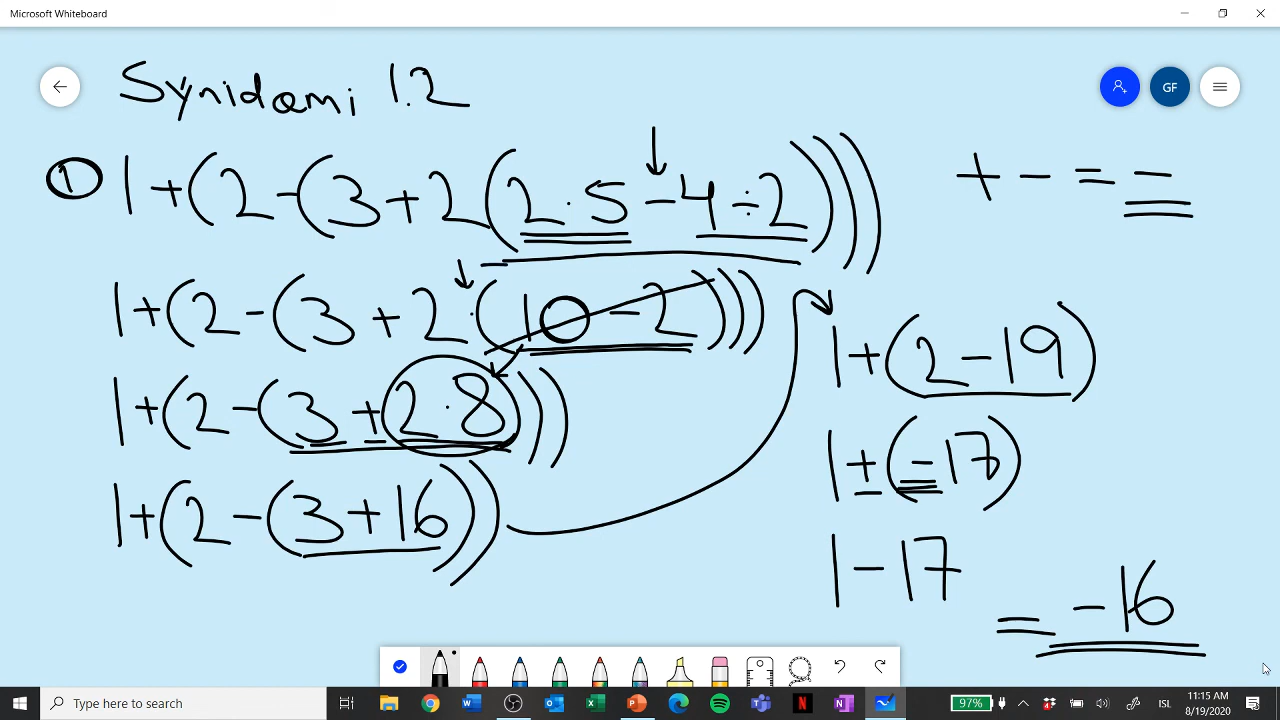 Microsoft Whiteboard
Synidæmi 1.2
GF
① 1+(2-(3+2(2·5-4÷2)))
+ - = -
1+(2-(3+2·(10-2)))
1+(2-(3+2·8)))
1+(2-(3+16))
1+(2-19)
1+(-17)
1-17
= -16
Type here to search
97%
ISL
11:15 AM
8/19/2020